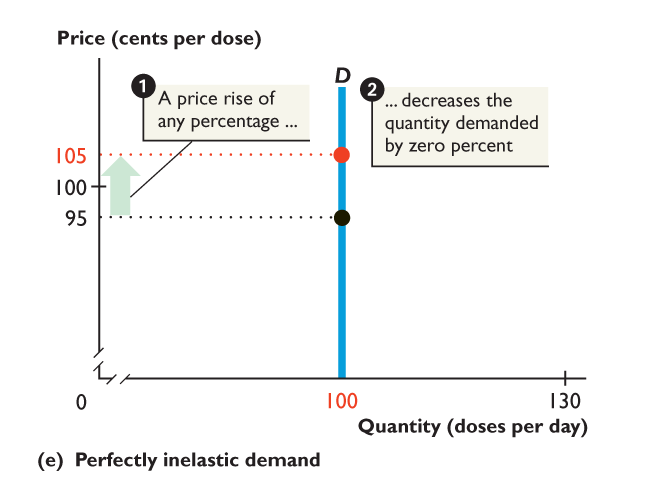 Price (cents per dose)
1
A price rise of
any percentage ...
D
2
... decreases the
quantity demanded
by zero percent
105
100
95
0
100
130
Quantity (doses per day)
(e) Perfectly inelastic demand